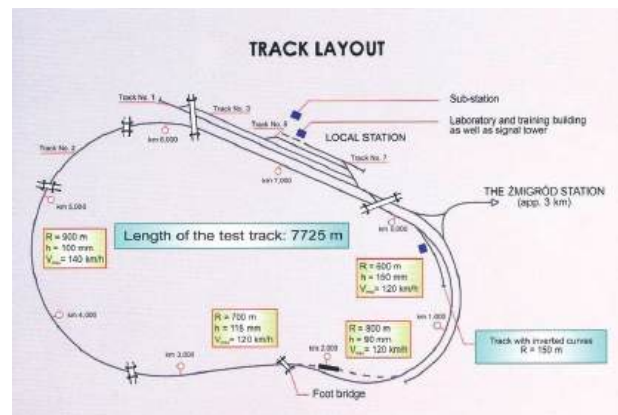 TRACK LAYOUT
Track No. 1
Track No. 3
Track No. 5
Track No. 7
Track No. 2
Sub-station
Laboratory and training building
as well as signal tower
LOCAL STATION
THE ŻMIGRÓD STATION
(app. 3 km)
km 6,000
km 7,000
km 5,000
km 0,000
Length of the test track: 7725 m
R = 900 m
h = 100 mm
Vmax= 140 km/h
R = 600 m
h = 150 mm
Vmax= 120 km/h
km 4,000
km 1,000
R = 700 m
h = 115 mm
Vmax= 120 km/h
R = 800 m
h = 90 mm
Vmax= 120 km/h
Track with inverted curves
R = 150 m
km 3,000
km 2,000
Foot bridge